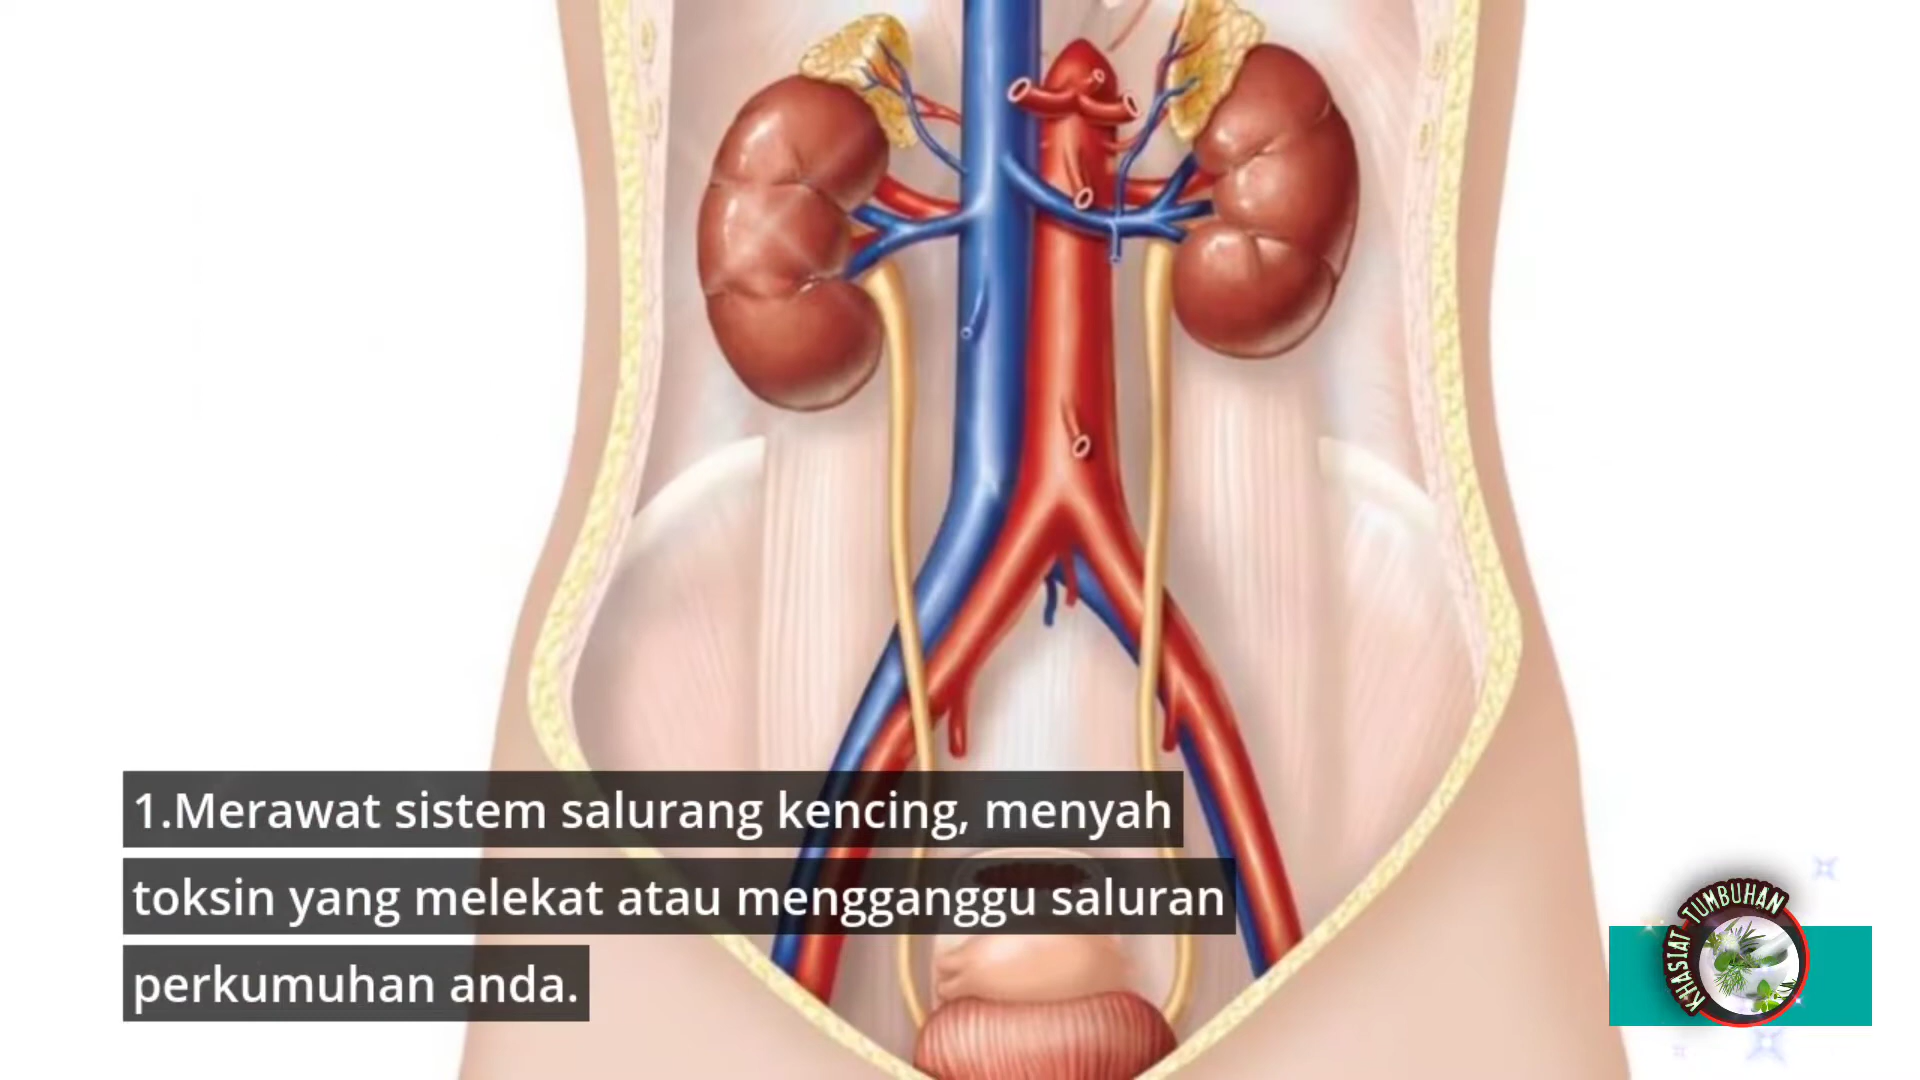 1.Merawat sistem salurang kencing, menyah
toksin yang melekat atau mengganggu saluran
perkumuhan anda.
KHASIAT TUMBUHAN